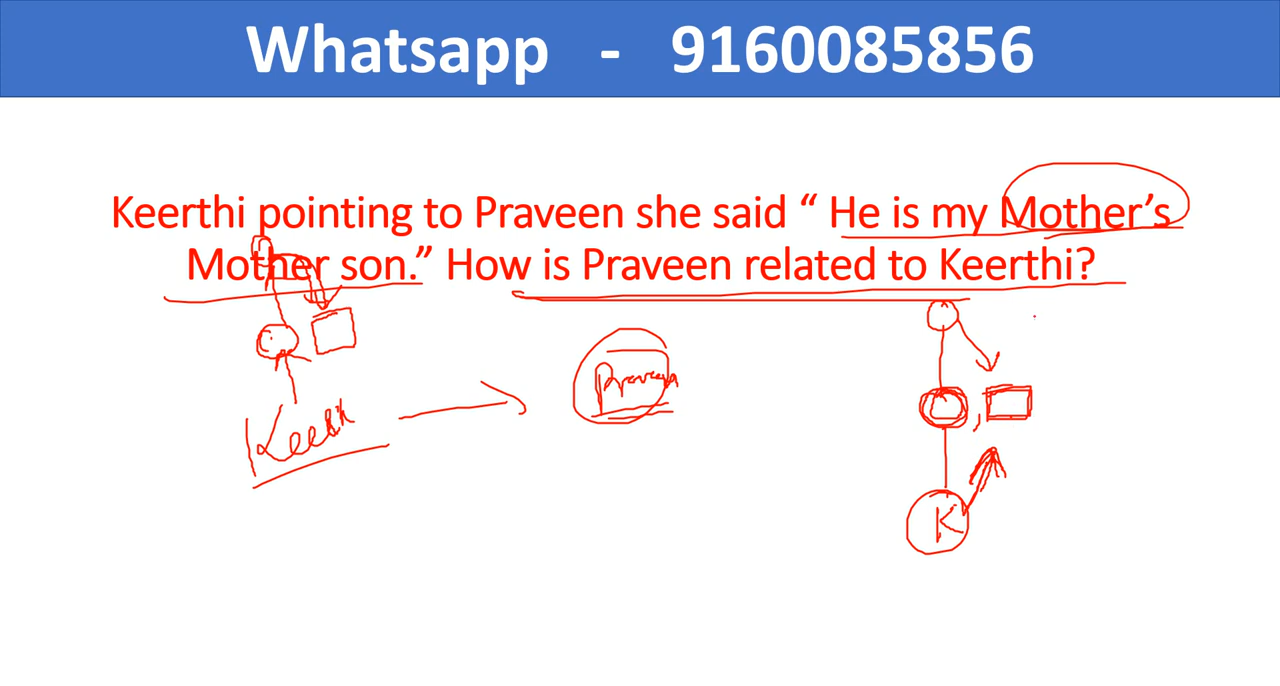 Whatsapp - 9160085856
Keerthi pointing to Praveen she said “ He is my Mother’s
Mother son.” How is Praveen related to Keerthi?
Praveen
K